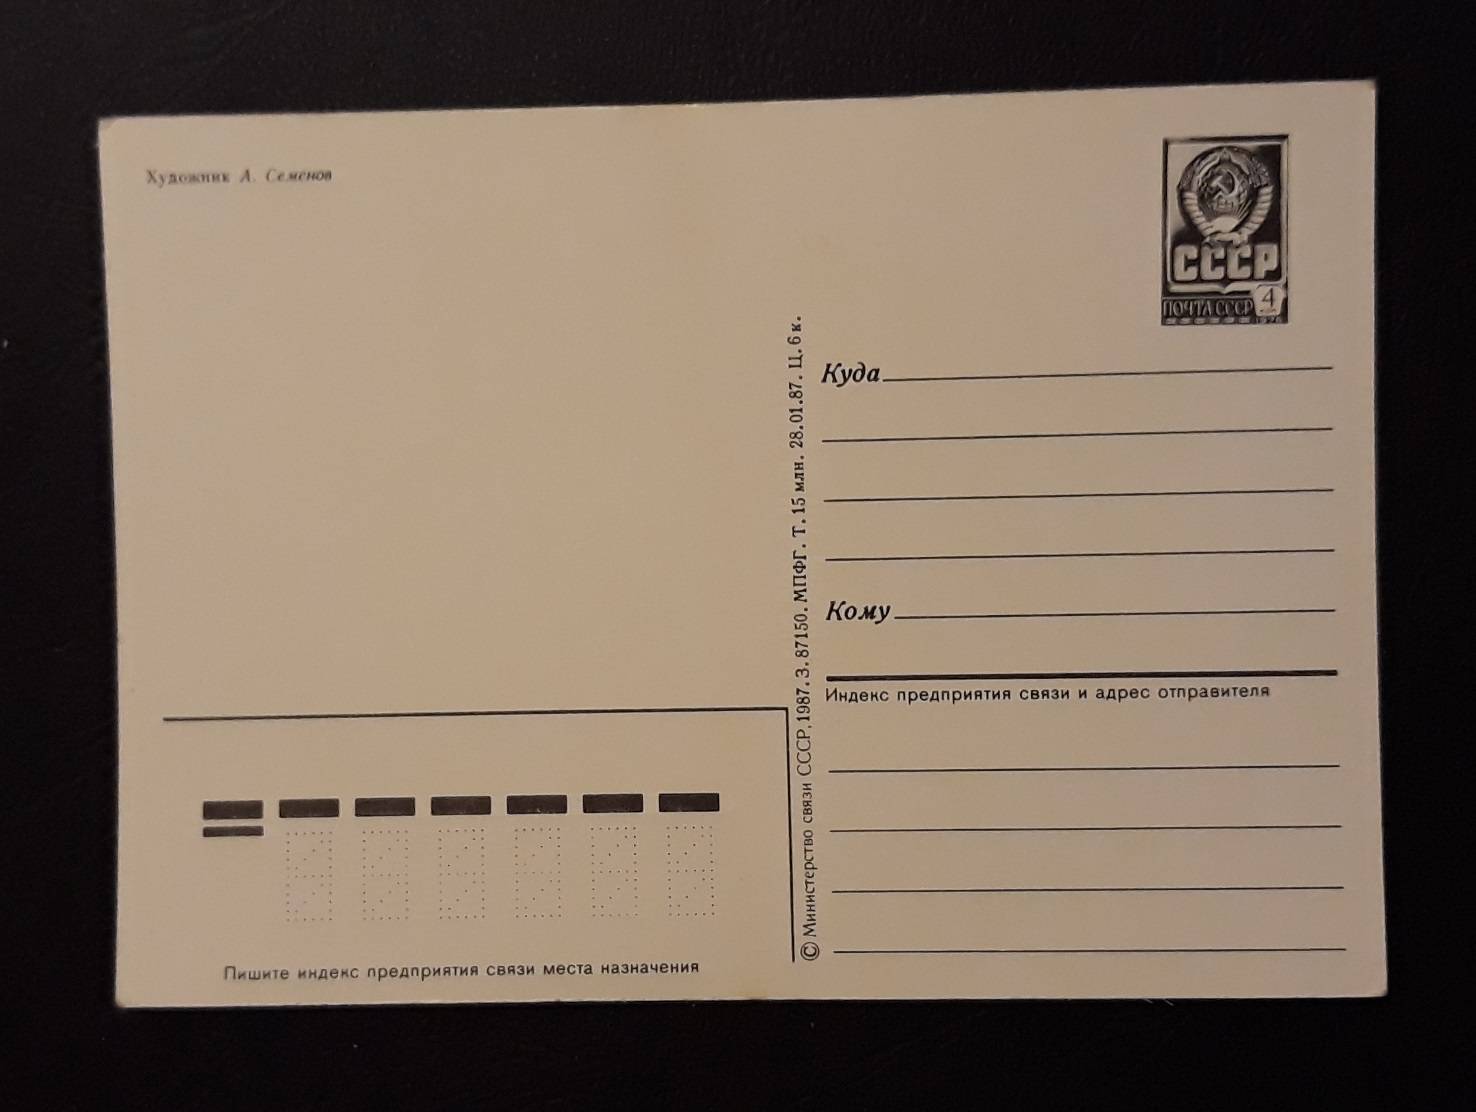 Художник А. Семенов
СССР
ПОЧТА СССР 4
Куда
Кому
Индекс предприятия связи и адрес отправителя
© Министерство связи СССР, 1987. З. 87150. МПФГ. Т. 15 млн. 28.01.87. Ц. 6 к.
Пишите индекс предприятия связи места назначения